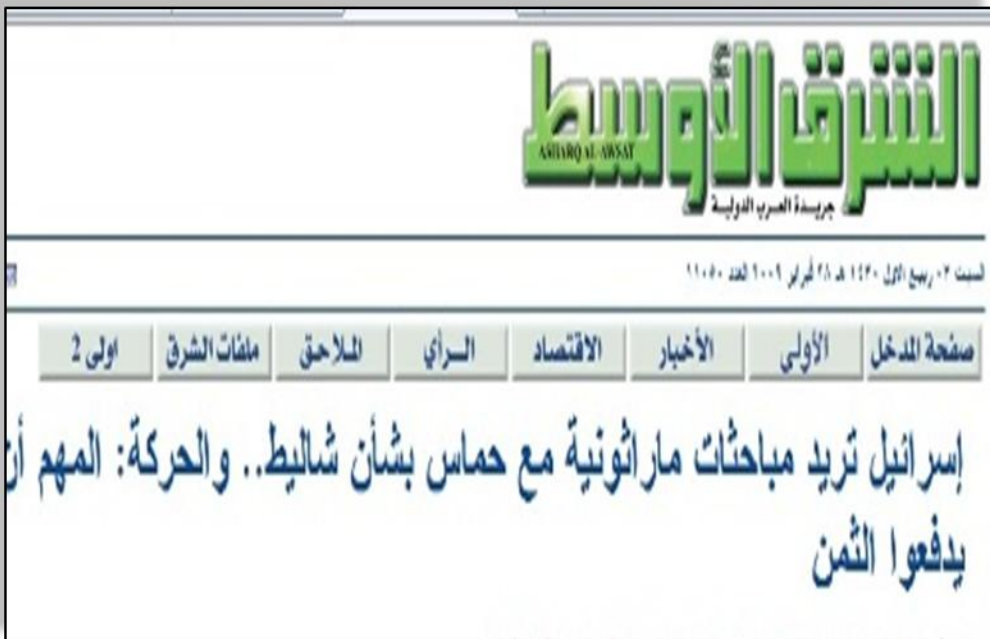 الشرق الأوسط
ASHARQ AL-AWSAT
جريدة العرب الدولية
السبت ٠٣ ربيع الاول ١٤٣٠ هـ ٢٨ فبراير ٢٠٠٩ العدد ١١٠٥٠
صفحة المدخل الأولى الأخبار الاقتصاد الـرأي الملاحق ملفات الشرق اولى 2
إسرائيل تريد مباحثات ماراثونية مع حماس بشأن شاليط.. والحركة: المهم أن
يدفعوا الثمن